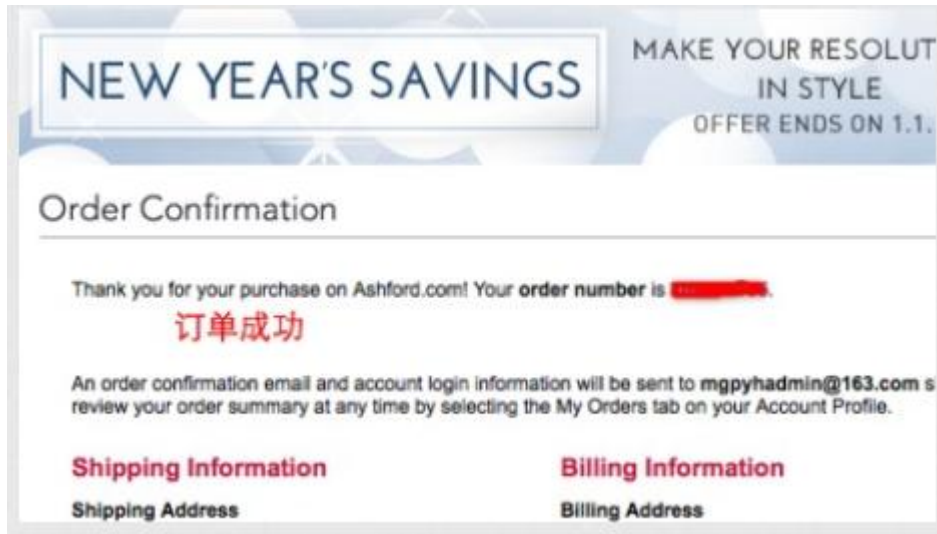 NEW YEAR'S SAVINGS
MAKE YOUR RESOLUT
IN STYLE
OFFER ENDS ON 1.1.
Order Confirmation
Thank you for your purchase on Ashford.com! Your order number is
订单成功
An order confirmation email and account login information will be sent to mgpyhadmin@163.com s
review your order summary at any time by selecting the My Orders tab on your Account Profile.
Shipping Information
Billing Information
Shipping Address
Billing Address